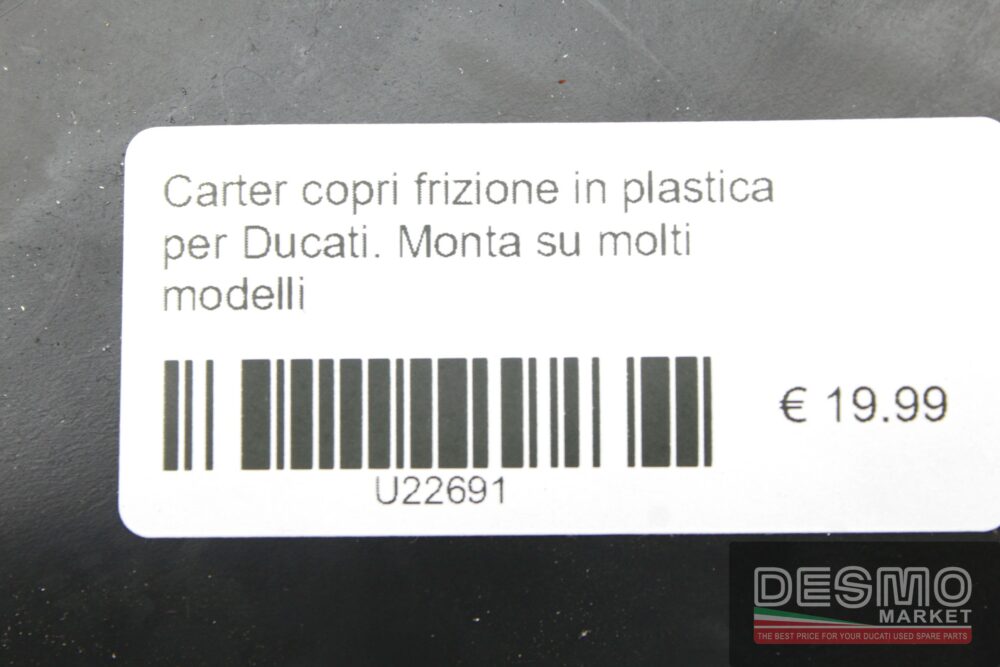 Carter copri frizione in plastica
per Ducati. Monta su molti
modelli
€ 19.99
U22691
DESMO
MARKET
THE BEST PRICE FOR YOUR DUCATI USED SPARE PARTS